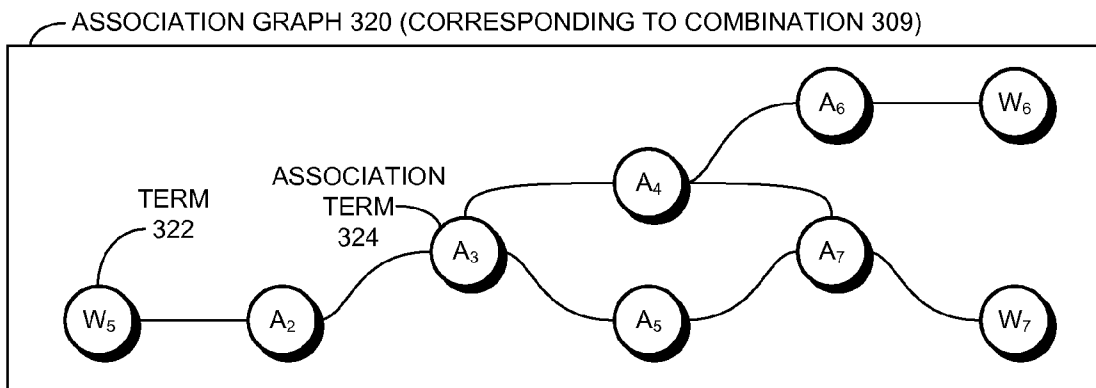 ASSOCIATION GRAPH 320 (CORRESPONDING TO COMBINATION 309)
A6
W6
ASSOCIATION
TERM
324
A4
TERM
322
A3
A7
W5
A2
A5
W7